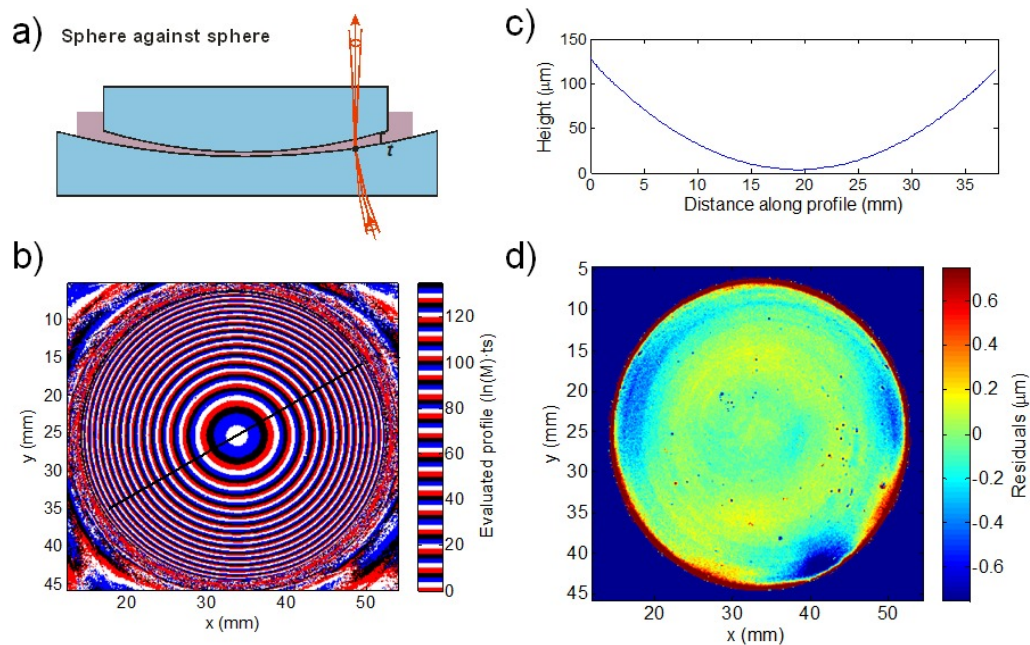 a)
Sphere against sphere
t
c)
150
100
50
0
Height (μm)
0 5 10 15 20 25 30 35
Distance along profile (mm)
b)
10
15
20
25
30
35
40
45
y (mm)
20 30 40 50
x (mm)
120
100
80
60
40
20
0
Evaluated profile (ln(M)·ts)
d)
5
10
15
20
25
30
35
40
45
y (mm)
20 30 40 50
x (mm)
0.6
0.4
0.2
0
-0.2
-0.4
-0.6
Residuals (μm)